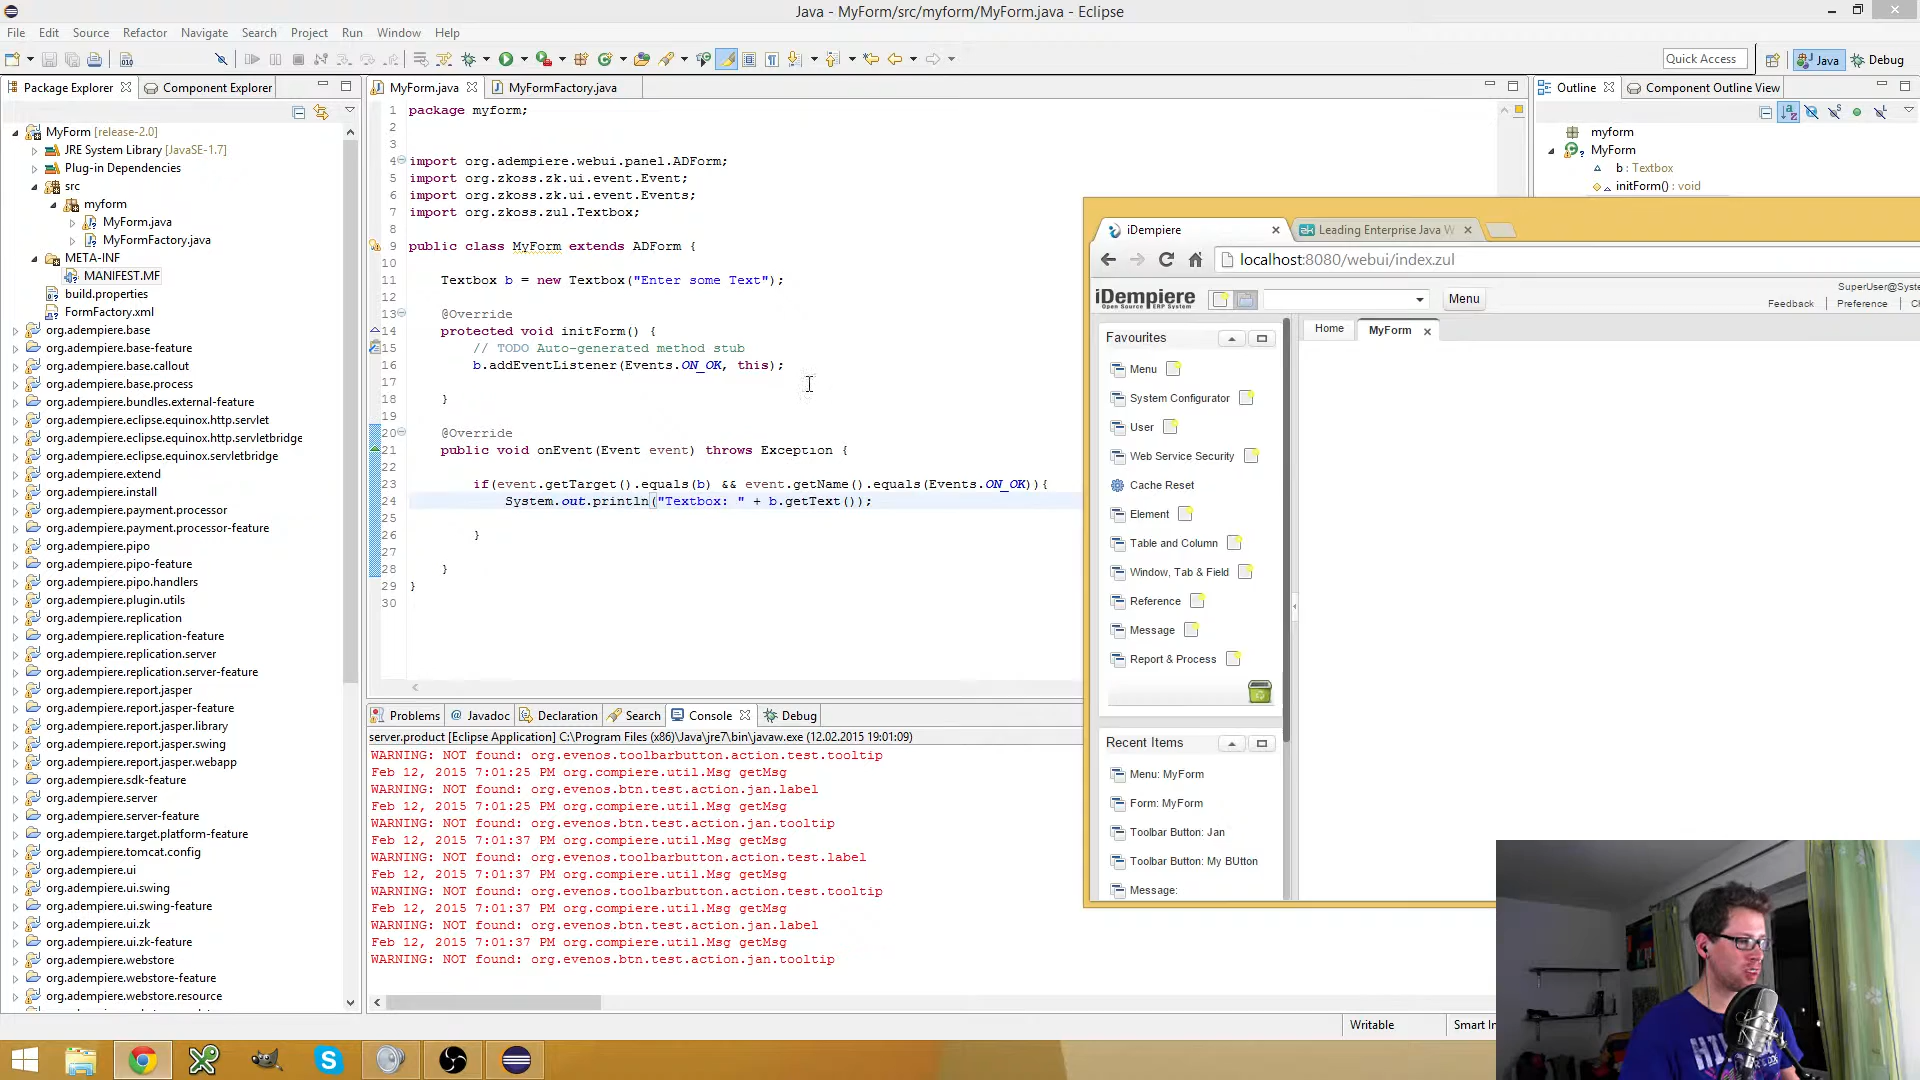 Java - MyForm/src/myform/MyForm.java - Eclipse
File Edit Source Refactor Navigate Search Project Run Window Help
Quick Access Java Debug
Package Explorer Component Explorer
MyForm [release-2.0]
JRE System Library [JavaSE-1.7]
Plug-in Dependencies
src
myform
MyForm.java
MyFormFactory.java
META-INF
MANIFEST.MF
build.properties
FormFactory.xml
org.adempiere.base
org.adempiere.base-feature
org.adempiere.base.callout
org.adempiere.base.process
org.adempiere.bundles.external-feature
org.adempiere.eclipse.equinox.http.servlet
org.adempiere.eclipse.equinox.http.servletbridge
org.adempiere.eclipse.equinox.servletbridge
org.adempiere.extend
org.adempiere.install
org.adempiere.payment.processor
org.adempiere.payment.processor-feature
org.adempiere.pipo
org.adempiere.pipo-feature
org.adempiere.pipo.handlers
org.adempiere.plugin.utils
org.adempiere.replication
org.adempiere.replication-feature
org.adempiere.replication.server
org.adempiere.replication.server-feature
org.adempiere.report.jasper
org.adempiere.report.jasper-feature
org.adempiere.report.jasper.library
org.adempiere.report.jasper.swing
org.adempiere.report.jasper.webapp
org.adempiere.sdk-feature
org.adempiere.server
org.adempiere.server-feature
org.adempiere.target.platform-feature
org.adempiere.tomcat.config
org.adempiere.ui
org.adempiere.ui.swing
org.adempiere.ui.swing-feature
org.adempiere.ui.zk
org.adempiere.ui.zk-feature
org.adempiere.webstore
org.adempiere.webstore-feature
org.adempiere.webstore.resource
MyForm.java MyFormFactory.java
1 package myform;
2
3
4 import org.adempiere.webui.panel.ADForm;
5 import org.zkoss.zk.ui.event.Event;
6 import org.zkoss.zk.ui.event.Events;
7 import org.zkoss.zul.Textbox;
8
9 public class MyForm extends ADForm {
10
11 Textbox b = new Textbox("Enter some Text");
12
13 @Override
14 protected void initForm() {
15 // TODO Auto-generated method stub
16 b.addEventListener(Events.ON_OK, this);
17
18 }
19
20 @Override
21 public void onEvent(Event event) throws Exception {
22
23 if(event.getTarget().equals(b) && event.getName().equals(Events.ON_OK)){
24 System.out.println("Textbox: " + b.getText());
25
26 }
27
28 }
29 }
30
Problems Javadoc Declaration Search Console Debug
server.product [Eclipse Application] C:\Program Files (x86)\Java\jre7\bin\javaw.exe (12.02.2015 19:01:09)
WARNING: NOT found: org.evenos.toolbarbutton.action.test.tooltip
Feb 12, 2015 7:01:25 PM org.compiere.util.Msg getMsg
WARNING: NOT found: org.evenos.btn.test.action.jan.label
Feb 12, 2015 7:01:25 PM org.compiere.util.Msg getMsg
WARNING: NOT found: org.evenos.btn.test.action.jan.tooltip
Feb 12, 2015 7:01:37 PM org.compiere.util.Msg getMsg
WARNING: NOT found: org.evenos.toolbarbutton.action.test.label
Feb 12, 2015 7:01:37 PM org.compiere.util.Msg getMsg
WARNING: NOT found: org.evenos.toolbarbutton.action.test.tooltip
Feb 12, 2015 7:01:37 PM org.compiere.util.Msg getMsg
WARNING: NOT found: org.evenos.btn.test.action.jan.label
Feb 12, 2015 7:01:37 PM org.compiere.util.Msg getMsg
WARNING: NOT found: org.evenos.btn.test.action.jan.tooltip
Outline Component Outline View
myform
MyForm
b : Textbox
initForm() : void
iDempiere Leading Enterprise Java W
localhost:8080/webui/index.zul
iDempiere Menu
Open Source ERP System
SuperUser@Syste
Feedback Preference
Home MyForm
Favourites
Menu
System Configurator
User
Web Service Security
Cache Reset
Element
Table and Column
Window, Tab & Field
Reference
Message
Report & Process
Recent Items
Menu: MyForm
Form: MyForm
Toolbar Button: Jan
Toolbar Button: My BUtton
Message:
Writable Smart In